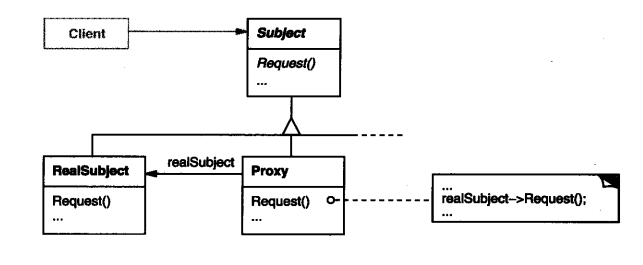 Client
Subject
Request()
...
RealSubject
Request()
...
realSubject
Proxy
Request()
...
...
realSubject->Request();
...